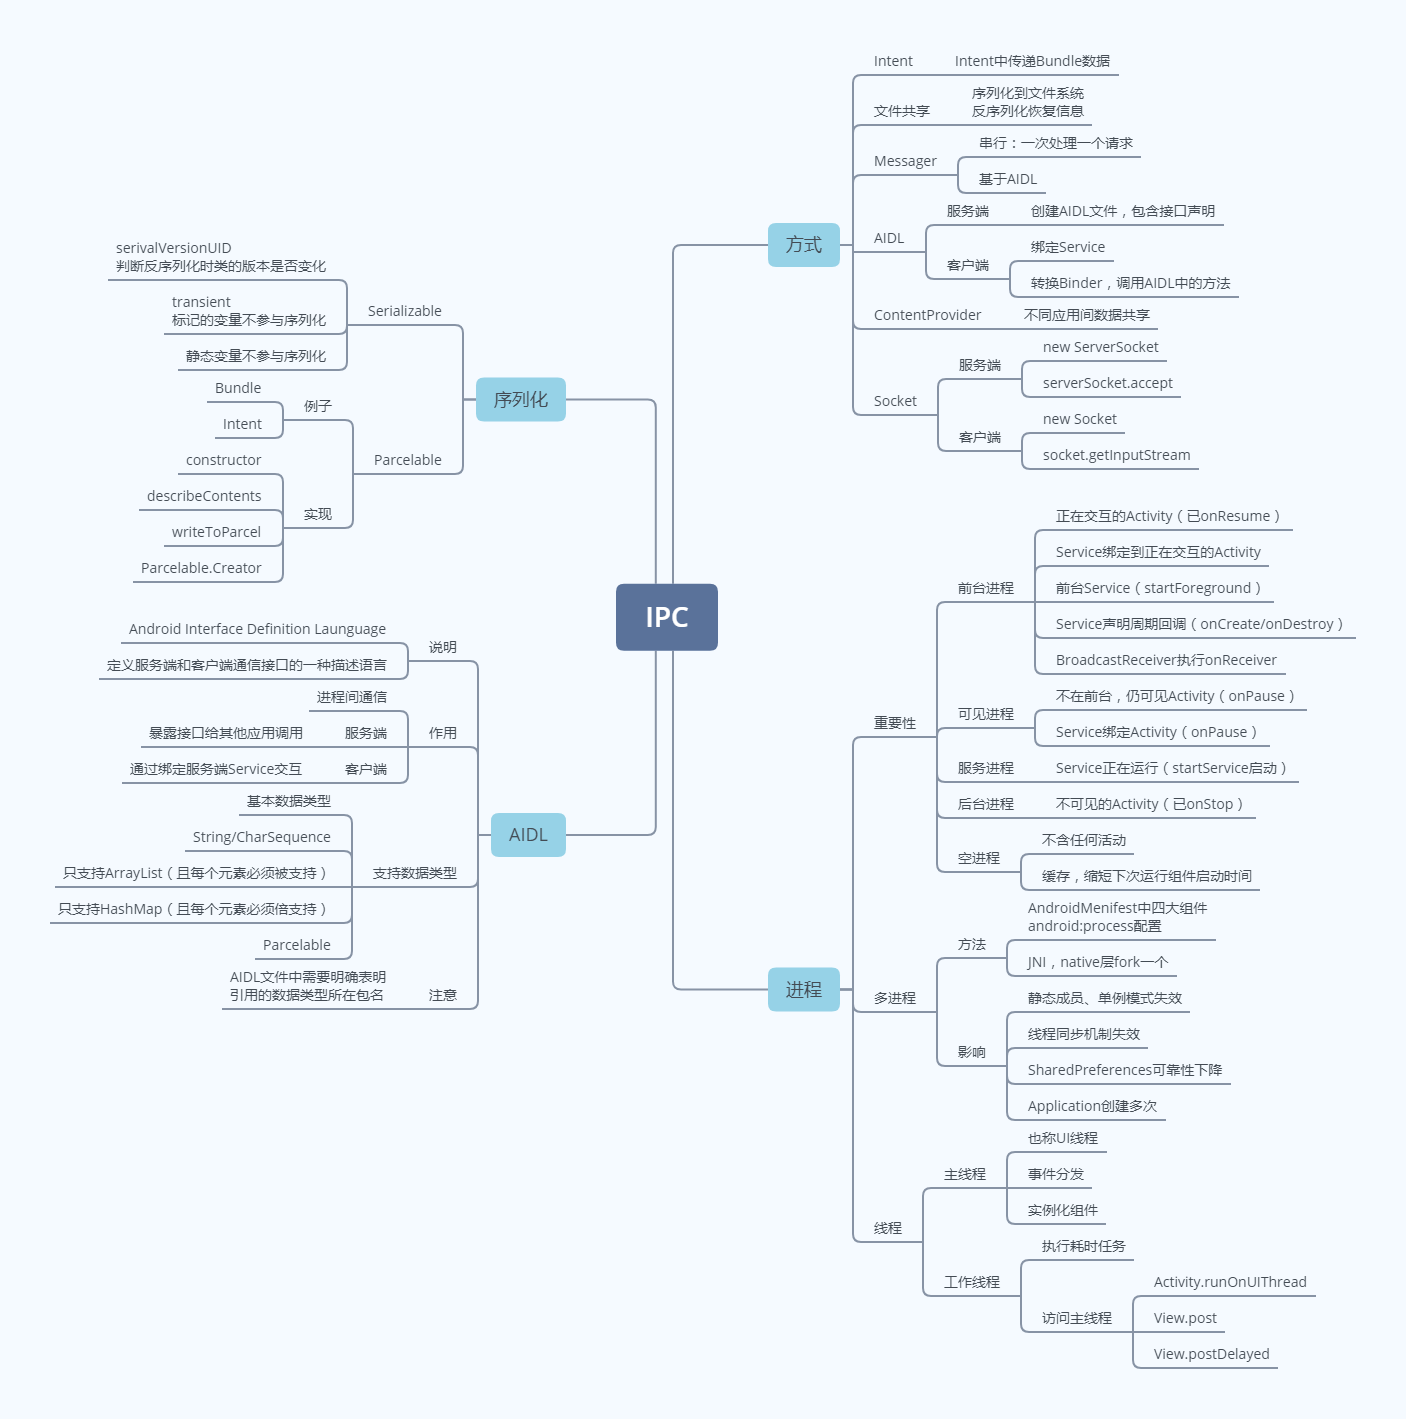 IPC
方式
Intent
Intent中传递Bundle数据
文件共享
序列化到文件系统
反序列化恢复信息
Messager
串行：一次处理一个请求
基于AIDL
AIDL
服务端
创建AIDL文件，包含接口声明
客户端
绑定Service
转换Binder，调用AIDL中的方法
ContentProvider
不同应用间数据共享
Socket
服务端
new ServerSocket
serverSocket.accept
客户端
new Socket
socket.getInputStream
进程
重要性
前台进程
正在交互的Activity（已onResume）
Service绑定到正在交互的Activity
前台Service（startForeground）
Service声明周期回调（onCreate/onDestroy）
BroadcastReceiver执行onReceiver
可见进程
不在前台，仍可见Activity（onPause）
Service绑定Activity（onPause）
服务进程
Service正在运行（startService启动）
后台进程
不可见的Activity（已onStop）
空进程
不含任何活动
缓存，缩短下次运行组件启动时间
多进程
方法
AndroidMenifest中四大组件
android:process配置
JNI，native层fork一个
影响
静态成员、单例模式失效
线程同步机制失效
SharedPreferences可靠性下降
Application创建多次
线程
主线程
也称UI线程
事件分发
实例化组件
工作线程
执行耗时任务
访问主线程
Activity.runOnUIThread
View.post
View.postDelayed
序列化
Serializable
serivalVersionUID
判断反序列化时类的版本是否变化
transient
标记的变量不参与序列化
静态变量不参与序列化
Parcelable
例子
Bundle
Intent
实现
constructor
describeContents
writeToParcel
Parcelable.Creator
AIDL
说明
Android Interface Definition Launguage
定义服务端和客户端通信接口的一种描述语言
作用
进程间通信
服务端
暴露接口给其他应用调用
客户端
通过绑定服务端Service交互
支持数据类型
基本数据类型
String/CharSequence
只支持ArrayList（且每个元素必须被支持）
只支持HashMap（且每个元素必须倍支持）
Parcelable
注意
AIDL文件中需要明确表明
引用的数据类型所在包名